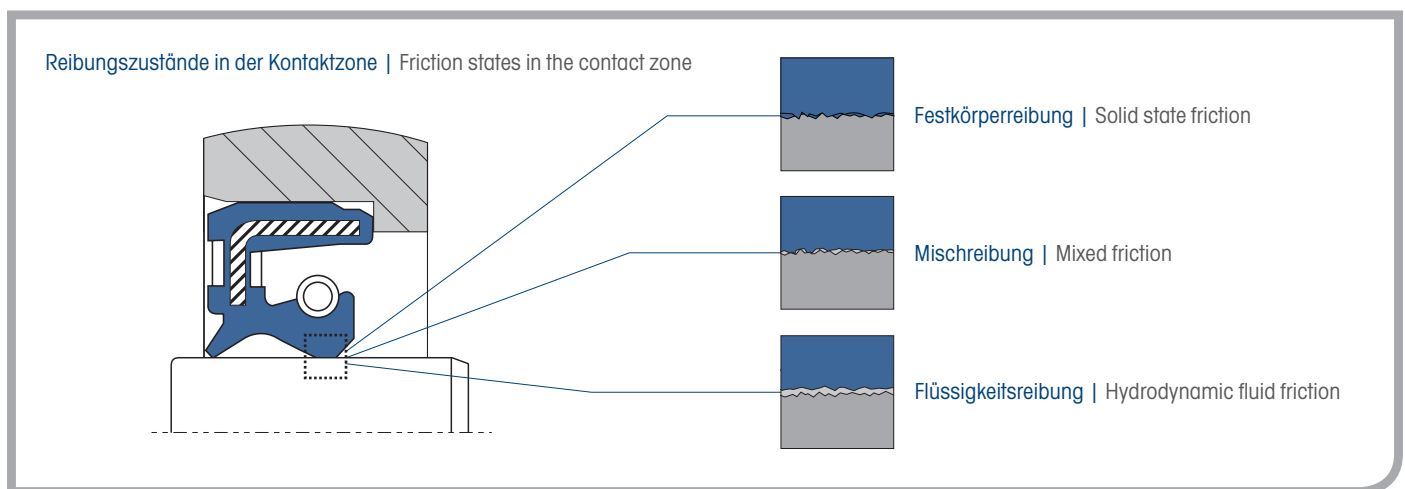 Reibungszustände in der Kontaktzone | Friction states in the contact zone
Festkörperreibung | Solid state friction
Mischreibung | Mixed friction
Flüssigkeitsreibung | Hydrodynamic fluid friction